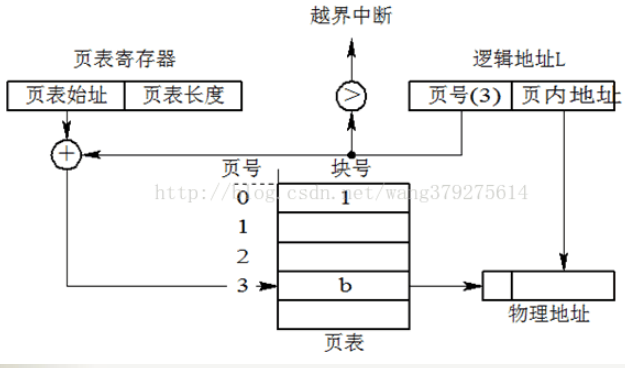 越界中断
页表寄存器
逻辑地址L
页表始址 页表长度
>
页号(3) 页内地址
+
页号 块号
http://blog.csdn.net/wang379275614
0 1
1
2
3 b
物理地址
页表